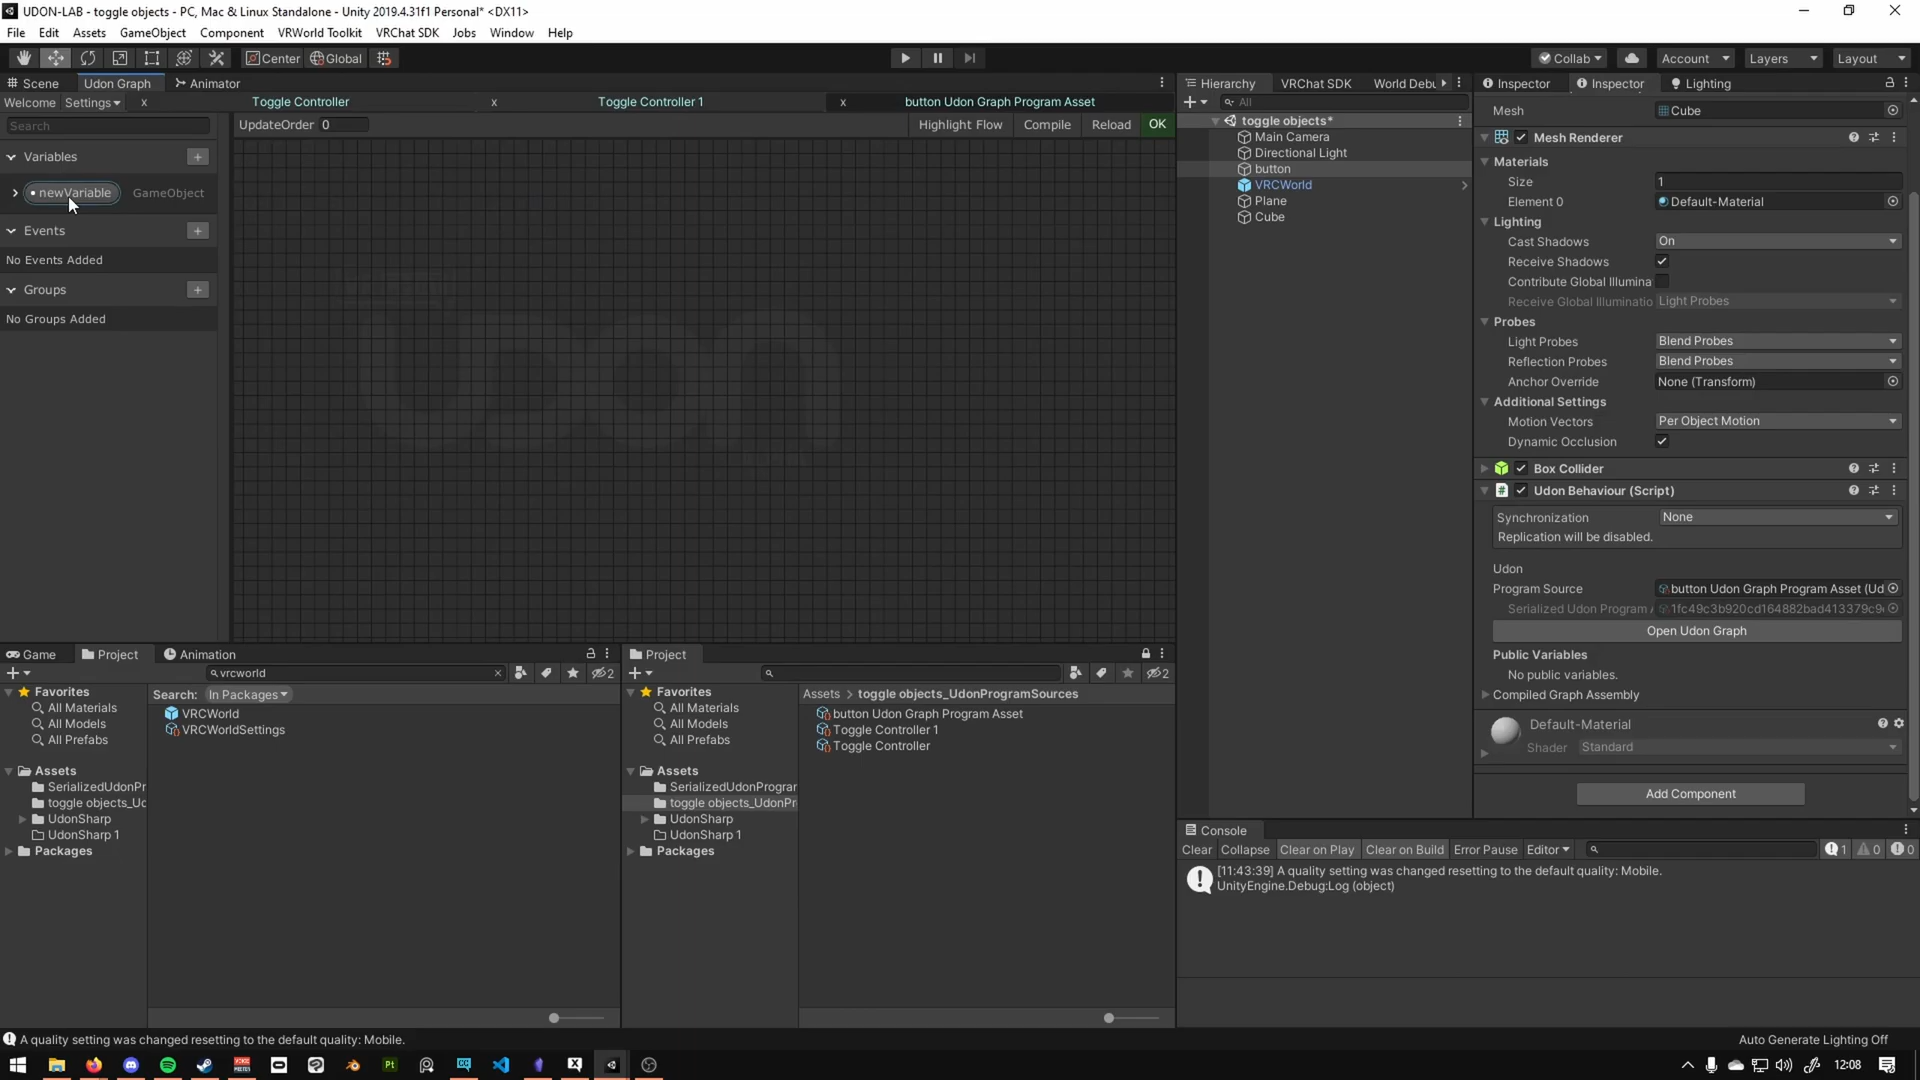 UDON-LAB - toggle objects - PC, Mac & Linux Standalone - Unity 2019.4.31f1 Personal* <DX11>
File Edit Assets GameObject Component VRWorld Toolkit VRChat SDK Jobs Window Help
Center Global Collab Account Layers Layout
Scene Udon Graph Animator
Welcome Settings x Toggle Controller x Toggle Controller 1 x button Udon Graph Program Asset
Search
UpdateOrder 0 Highlight Flow Compile Reload OK
Variables +
newVariable GameObject
Events +
No Events Added
Groups +
No Groups Added
Udon
Hierarchy VRChat SDK World Debu
All
toggle objects*
Main Camera
Directional Light
button
VRCWorld
Plane
Cube
Inspector Inspector Lighting
Mesh Cube
Mesh Renderer
Materials
Size 1
Element 0 Default-Material
Lighting
Cast Shadows On
Receive Shadows
Contribute Global Illumina
Receive Global Illuminatio Light Probes
Probes
Light Probes Blend Probes
Reflection Probes Blend Probes
Anchor Override None (Transform)
Additional Settings
Motion Vectors Per Object Motion
Dynamic Occlusion
Box Collider
Udon Behaviour (Script)
Synchronization None
Replication will be disabled.
Udon
Program Source button Udon Graph Program Asset (Ud
Serialized Udon Program 1fc49c3b920cd164882bad413379c9
Open Udon Graph
Public Variables
No public variables.
Compiled Graph Assembly
Default-Material
Shader Standard
Add Component
Game Project Animation
vrcworld x 2
Favorites
All Materials
All Models
All Prefabs
Assets
SerializedUdonPr
toggle objects_Ud
UdonSharp
UdonSharp 1
Packages
Search: In Packages
VRCWorld
VRCWorldSettings
Project
2
Favorites
All Materials
All Models
All Prefabs
Assets
SerializedUdonPrograr
toggle objects_UdonPr
UdonSharp
UdonSharp 1
Packages
Assets > toggle objects_UdonProgramSources
button Udon Graph Program Asset
Toggle Controller 1
Toggle Controller
Console
Clear Collapse Clear on Play Clear on Build Error Pause Editor 1 0 0
[11:43:39] A quality setting was changed resetting to the default quality: Mobile.
UnityEngine.Debug:Log (object)
A quality setting was changed resetting to the default quality: Mobile.
Auto Generate Lighting Off
Pt
12:08